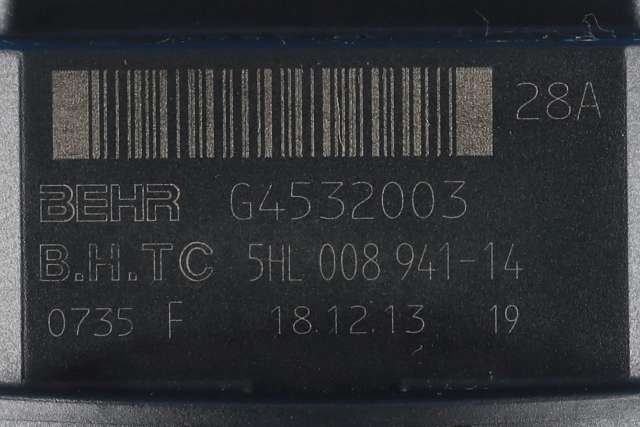 28A
BEHR G4532003
B.H.TC 5HL 008 941-14
0735 F 18.12.13 19